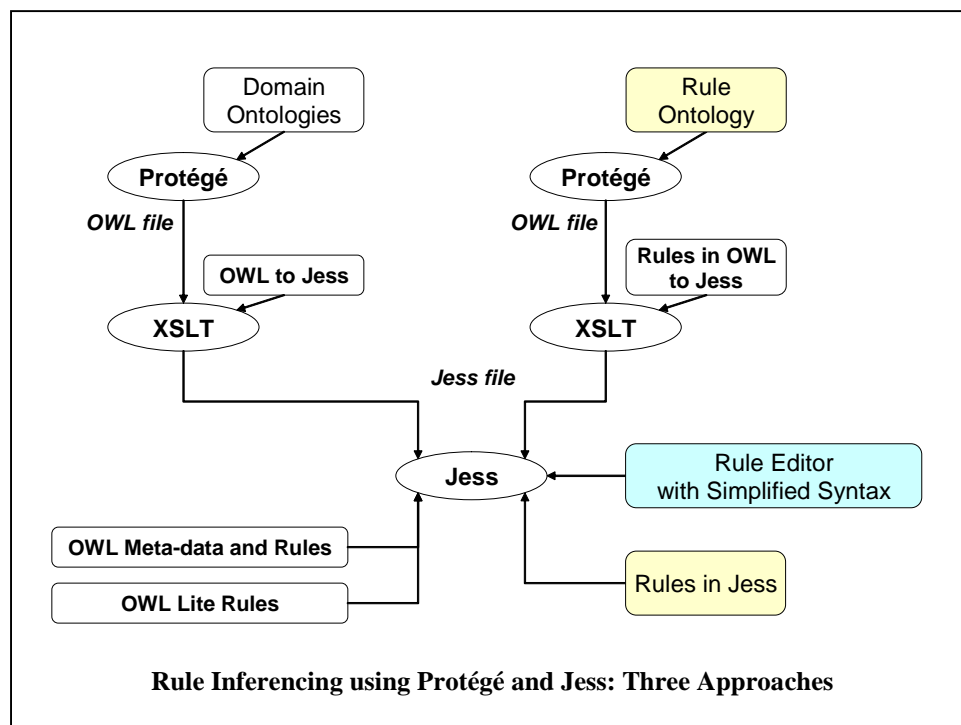 Domain
Ontologies
Rule
Ontology
Protégé
Protégé
OWL file
OWL file
OWL to Jess
Rules in OWL
to Jess
XSLT
XSLT
Jess file
Jess
Rule Editor
with Simplified Syntax
OWL Meta-data and Rules
OWL Lite Rules
Rules in Jess
Rule Inferencing using Protégé and Jess: Three Approaches